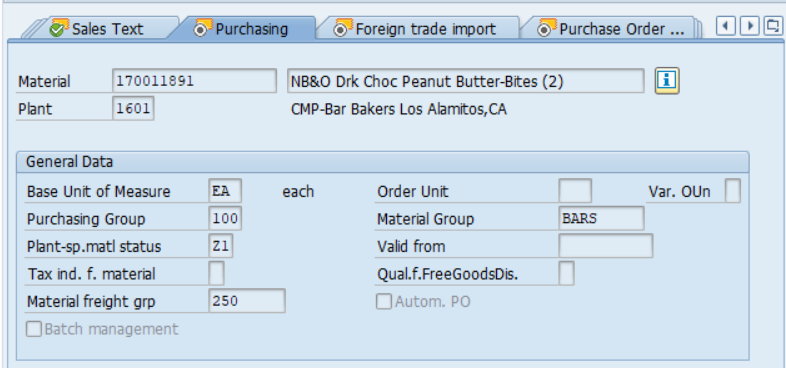 Sales Text Purchasing Foreign trade import Purchase Order ...
Material 170011891 NB&O Drk Choc Peanut Butter-Bites (2)
Plant 1601 CMP-Bar Bakers Los Alamitos,CA
General Data
Base Unit of Measure EA each Order Unit Var. OUn
Purchasing Group 100 Material Group BARS
Plant-sp.matl status Z1 Valid from
Tax ind. f. material Qual.f.FreeGoodsDis.
Material freight grp 250 Autom. PO
Batch management